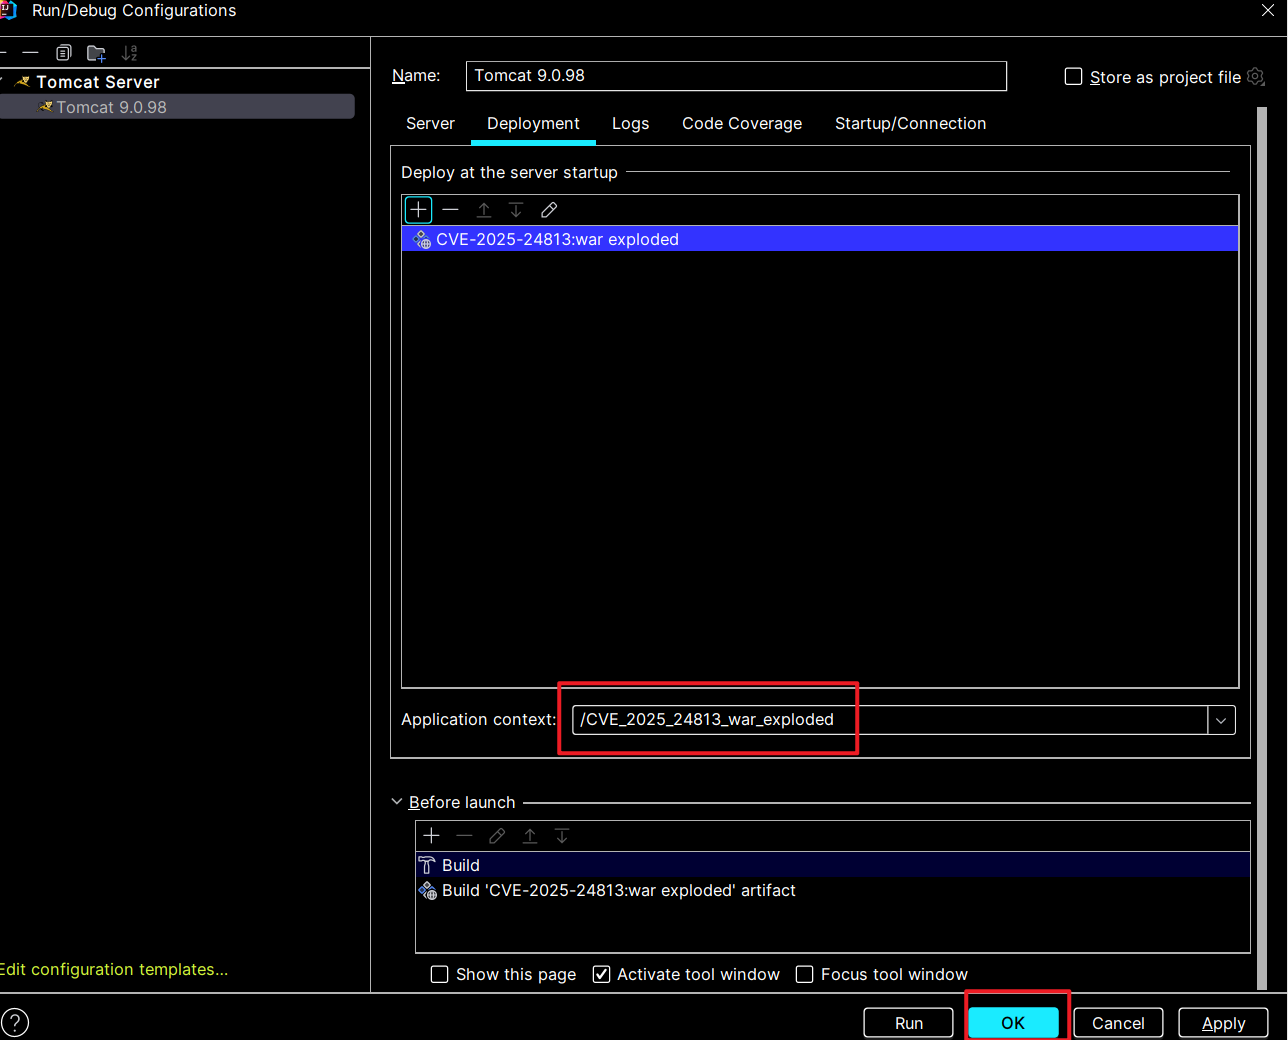 Run/Debug Configurations
Tomcat Server
Tomcat 9.0.98
Name:
Tomcat 9.0.98
Store as project file
Server
Deployment
Logs
Code Coverage
Startup/Connection
Deploy at the server startup
CVE-2025-24813:war exploded
Application context:
/CVE_2025_24813_war_exploded
Before launch
Build
Build 'CVE-2025-24813:war exploded' artifact
Show this page
Activate tool window
Focus tool window
Edit configuration templates...
?
Run
OK
Cancel
Apply